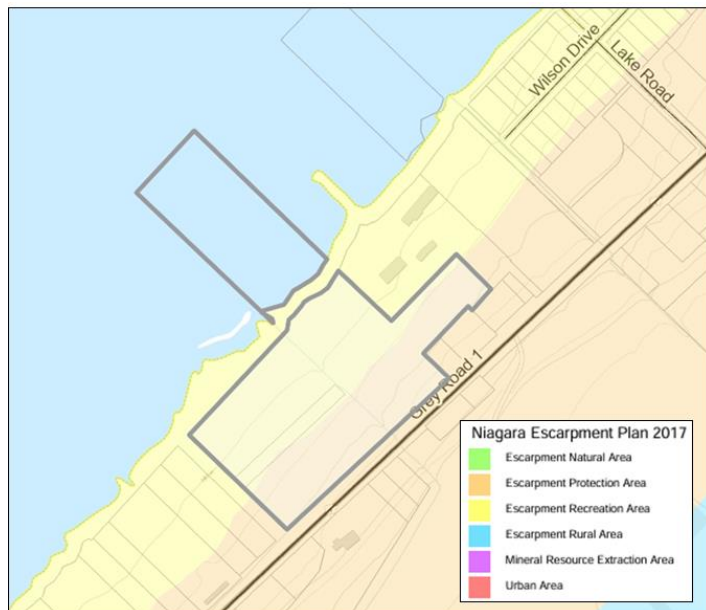 Wilson Drive
Lake Road
Grey Road 1
Niagara Escarpment Plan 2017
Escarpment Natural Area
Escarpment Protection Area
Escarpment Recreation Area
Escarpment Rural Area
Mineral Resource Extraction Area
Urban Area